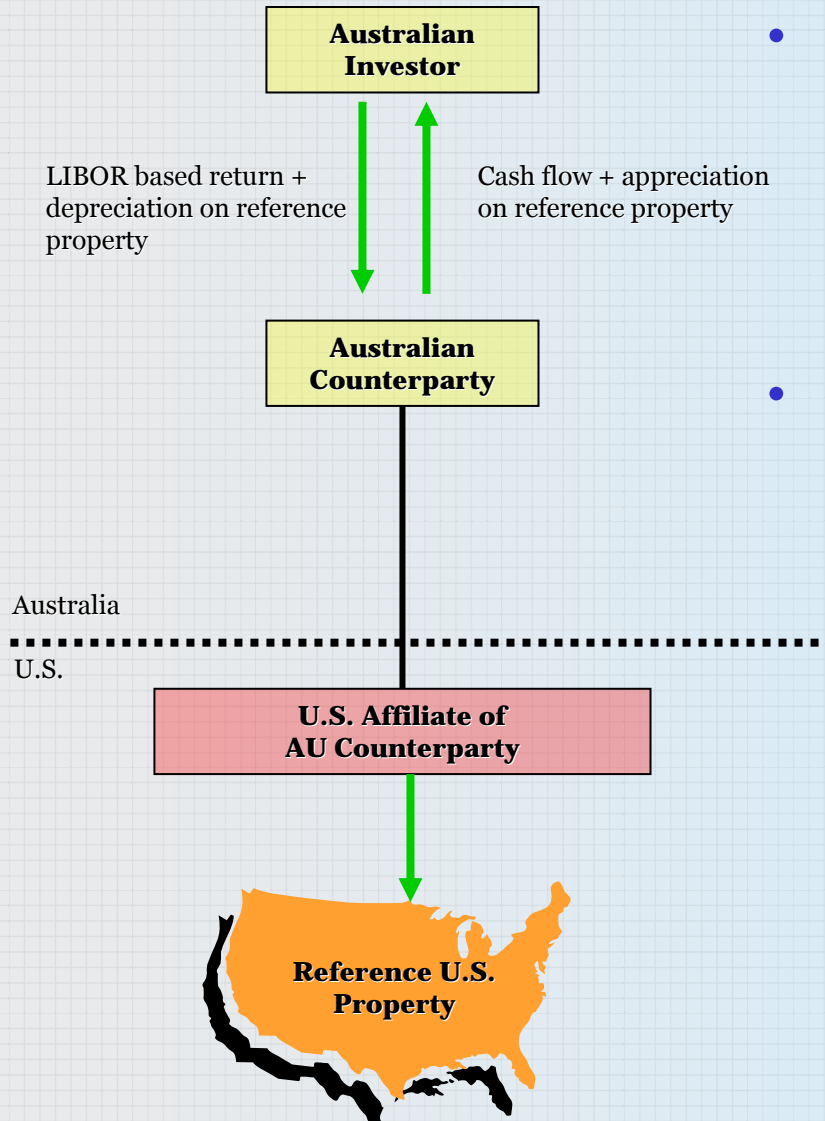 Australian
Investor
LIBOR based return +
depreciation on reference
property
Cash flow + appreciation
on reference property
Australian
Counterparty
Australia
U.S.
U.S. Affiliate of
AU Counterparty
Reference U.S.
Property